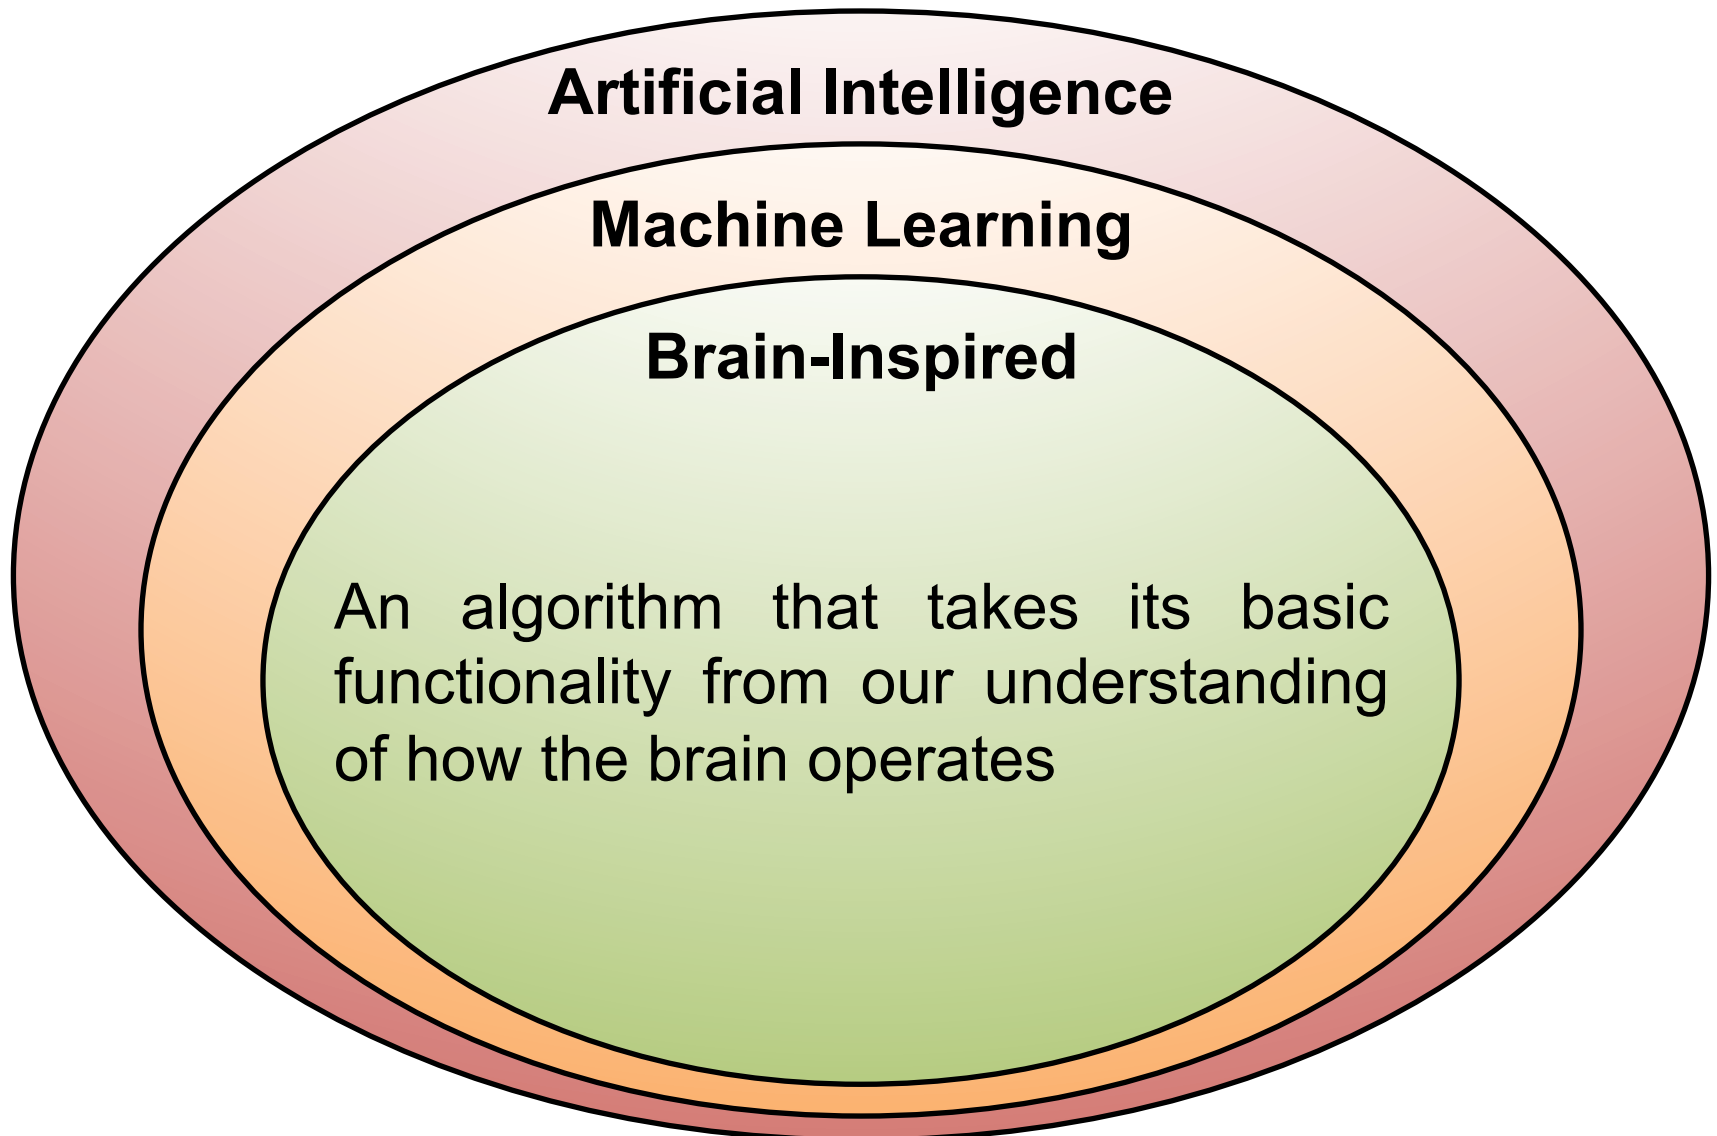 Artificial Intelligence
Machine Learning
Brain-Inspired
An algorithm that takes its basic
functionality from our understanding
of how the brain operates